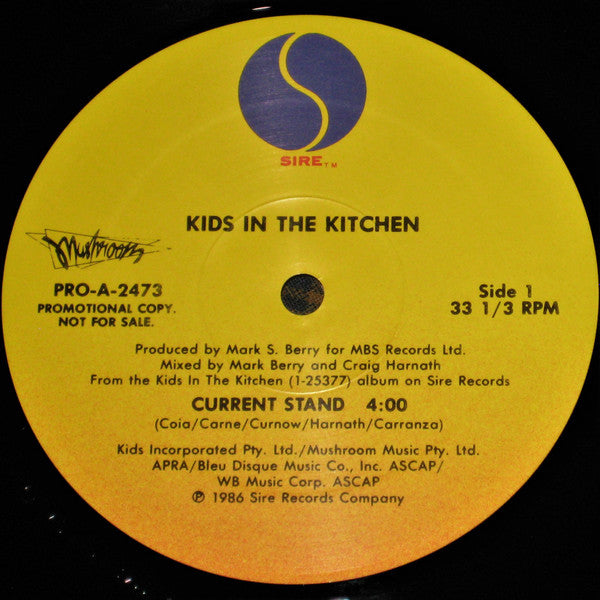 SIRE™
KIDS IN THE KITCHEN
Mushroom
PRO-A-2473
PROMOTIONAL COPY.
NOT FOR SALE.
Side 1
33 1/3 RPM
Produced by Mark S. Berry for MBS Records Ltd.
Mixed by Mark Berry and Craig Harnath
From the Kids In The Kitchen (1-25377) album on Sire Records
CURRENT STAND 4:00
(Coia/Carne/Curnow/Harnath/Carranza)
Kids Incorporated Pty. Ltd./Mushroom Music Pty. Ltd.
APRA/Bleu Disque Music Co., Inc. ASCAP/
WB Music Corp. ASCAP
℗ 1986 Sire Records Company